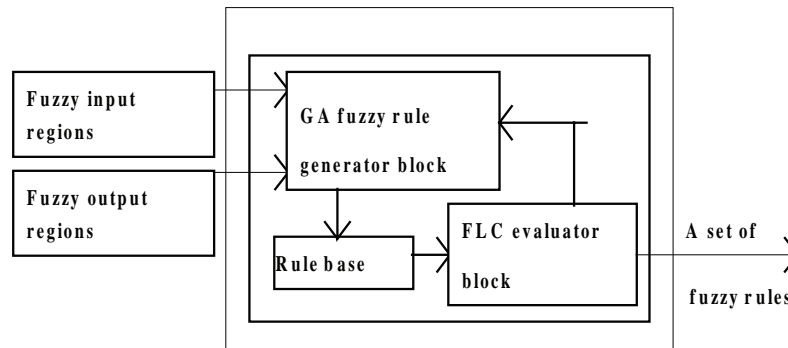 Fuzzy input
regions
Fuzzy output
regions
GA fuzzy rule
generator block
Rule base
FLC evaluator
block
A set of
fuzzy rules